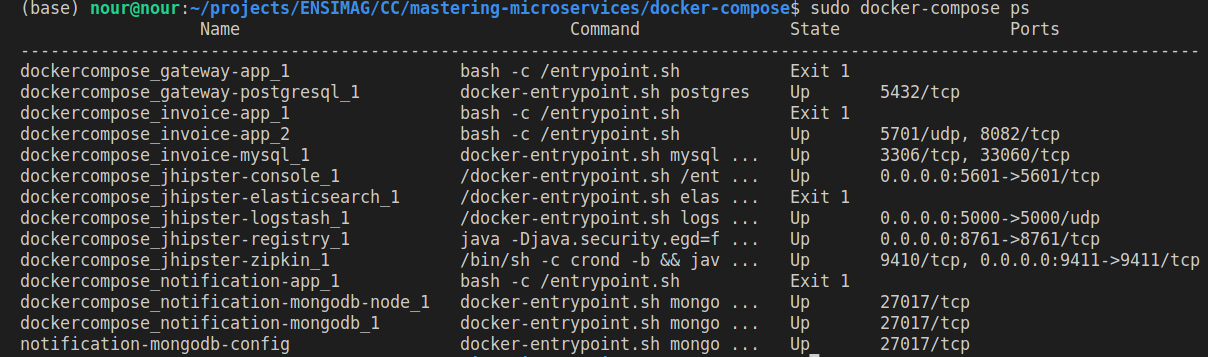 (base) nour@nour:~/projects/ENSIMAG/CC/mastering-microservices/docker-compose$ sudo docker-compose ps
Name Command State Ports
------------------------------------------------------------------------------------------------------------------------
dockercompose_gateway-app_1 bash -c /entrypoint.sh Exit 1
dockercompose_gateway-postgresql_1 docker-entrypoint.sh postgres Up 5432/tcp
dockercompose_invoice-app_1 bash -c /entrypoint.sh Exit 1
dockercompose_invoice-app_2 bash -c /entrypoint.sh Up 5701/udp, 8082/tcp
dockercompose_invoice-mysql_1 docker-entrypoint.sh mysql ... Up 3306/tcp, 33060/tcp
dockercompose_jhipster-console_1 /docker-entrypoint.sh /ent ... Up 0.0.0.0:5601->5601/tcp
dockercompose_jhipster-elasticsearch_1 /docker-entrypoint.sh elas ... Exit 1
dockercompose_jhipster-logstash_1 /docker-entrypoint.sh logs ... Up 0.0.0.0:5000->5000/udp
dockercompose_jhipster-registry_1 java -Djava.security.egd=f ... Up 0.0.0.0:8761->8761/tcp
dockercompose_jhipster-zipkin_1 /bin/sh -c crond -b && jav ... Up 9410/tcp, 0.0.0.0:9411->9411/tcp
dockercompose_notification-app_1 bash -c /entrypoint.sh Exit 1
dockercompose_notification-mongodb-node_1 docker-entrypoint.sh mongo ... Up 27017/tcp
dockercompose_notification-mongodb_1 docker-entrypoint.sh mongo ... Up 27017/tcp
notification-mongodb-config docker-entrypoint.sh mongo ... Up 27017/tcp